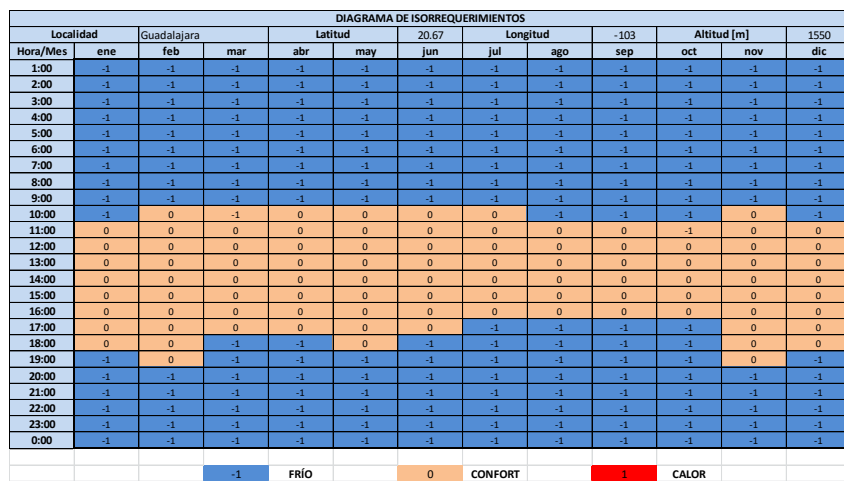 DIAGRAMA DE ISORREQUERIMIENTOS
Localidad Guadalajara Latitud 20.67 Longitud -103 Altitud [m] 1550
Hora/Mes ene feb mar abr may jun jul ago sep oct nov dic
1:00 -1 -1 -1 -1 -1 -1 -1 -1 -1 -1 -1 -1
2:00 -1 -1 -1 -1 -1 -1 -1 -1 -1 -1 -1 -1
3:00 -1 -1 -1 -1 -1 -1 -1 -1 -1 -1 -1 -1
4:00 -1 -1 -1 -1 -1 -1 -1 -1 -1 -1 -1 -1
5:00 -1 -1 -1 -1 -1 -1 -1 -1 -1 -1 -1 -1
6:00 -1 -1 -1 -1 -1 -1 -1 -1 -1 -1 -1 -1
7:00 -1 -1 -1 -1 -1 -1 -1 -1 -1 -1 -1 -1
8:00 -1 -1 -1 -1 -1 -1 -1 -1 -1 -1 -1 -1
9:00 -1 -1 -1 -1 -1 -1 -1 -1 -1 -1 -1 -1
10:00 -1 0 -1 0 0 0 0 -1 -1 -1 0 -1
11:00 0 0 0 0 0 0 0 0 0 -1 0 0
12:00 0 0 0 0 0 0 0 0 0 0 0 0
13:00 0 0 0 0 0 0 0 0 0 0 0 0
14:00 0 0 0 0 0 0 0 0 0 0 0 0
15:00 0 0 0 0 0 0 0 0 0 0 0 0
16:00 0 0 0 0 0 0 0 0 0 0 0 0
17:00 0 0 0 0 0 0 -1 -1 -1 -1 0 0
18:00 0 0 -1 -1 0 -1 -1 -1 -1 -1 0 0
19:00 -1 0 -1 -1 -1 -1 -1 -1 -1 -1 0 -1
20:00 -1 -1 -1 -1 -1 -1 -1 -1 -1 -1 -1 -1
21:00 -1 -1 -1 -1 -1 -1 -1 -1 -1 -1 -1 -1
22:00 -1 -1 -1 -1 -1 -1 -1 -1 -1 -1 -1 -1
23:00 -1 -1 -1 -1 -1 -1 -1 -1 -1 -1 -1 -1
0:00 -1 -1 -1 -1 -1 -1 -1 -1 -1 -1 -1 -1
-1 FRÍO 0 CONFORT 1 CALOR